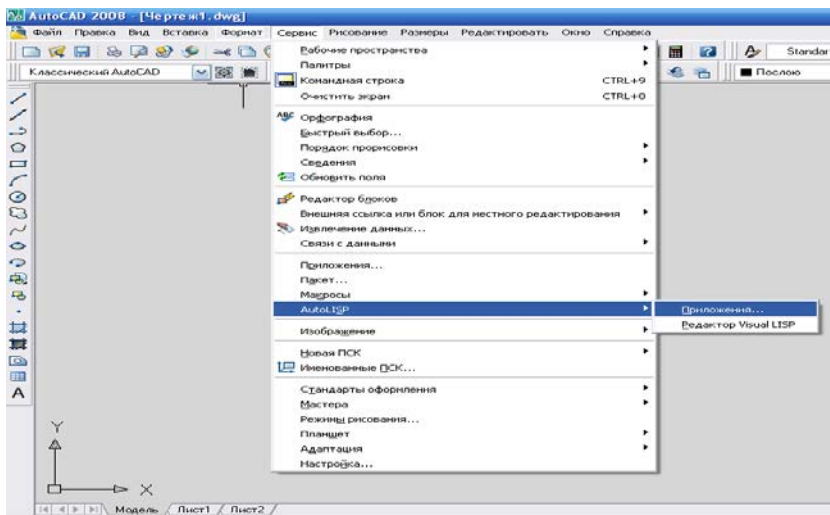 AutoCAD 2008 - [Чертеж1.dwg]
Файл Правка Вид Вставка Формат Сервис Рисование Размеры Редактировать Окно Справка
Standar
Классический AutoCAD
Послою
Рабочие пространства
Палитры
Командная строка CTRL+9
Очистить экран CTRL+0
ABC Орфография
Быстрый выбор...
Порядок прорисовки
Сведения
Обновить поля
Редактор блоков
Внешняя ссылка или блок для местного редактирования
Извлечение данных...
Связи с данными
Приложения...
Пакет...
Макросы
AutoLISP
Приложения...
Редактор Visual LISP
Изображение
Новая ПСК
Именованные ПСК...
Стандарты оформления
Мастера
Режимы рисования...
Планшет
Адаптация
Настройка...
A
Y
X
Модель / Лист1 / Лист2 /